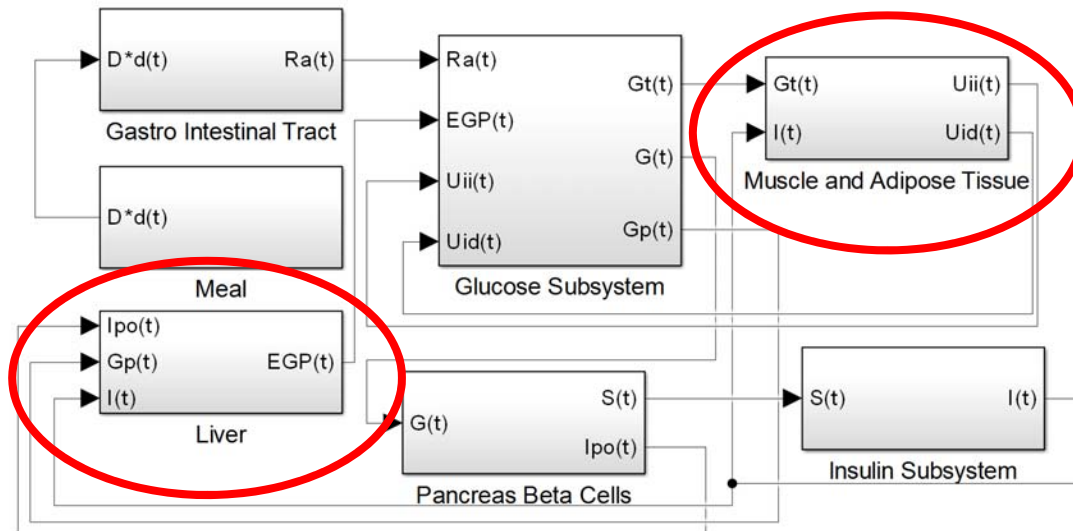 D*d(t)
Ra(t)
Gastro Intestinal Tract
D*d(t)
Meal
Ipo(t)
Gp(t)
I(t)
EGP(t)
Liver
Ra(t)
EGP(t)
Uii(t)
Uid(t)
Gt(t)
G(t)
Gp(t)
Glucose Subsystem
G(t)
S(t)
Ipo(t)
Pancreas Beta Cells
Gt(t)
I(t)
Uii(t)
Uid(t)
Muscle and Adipose Tissue
S(t)
I(t)
Insulin Subsystem